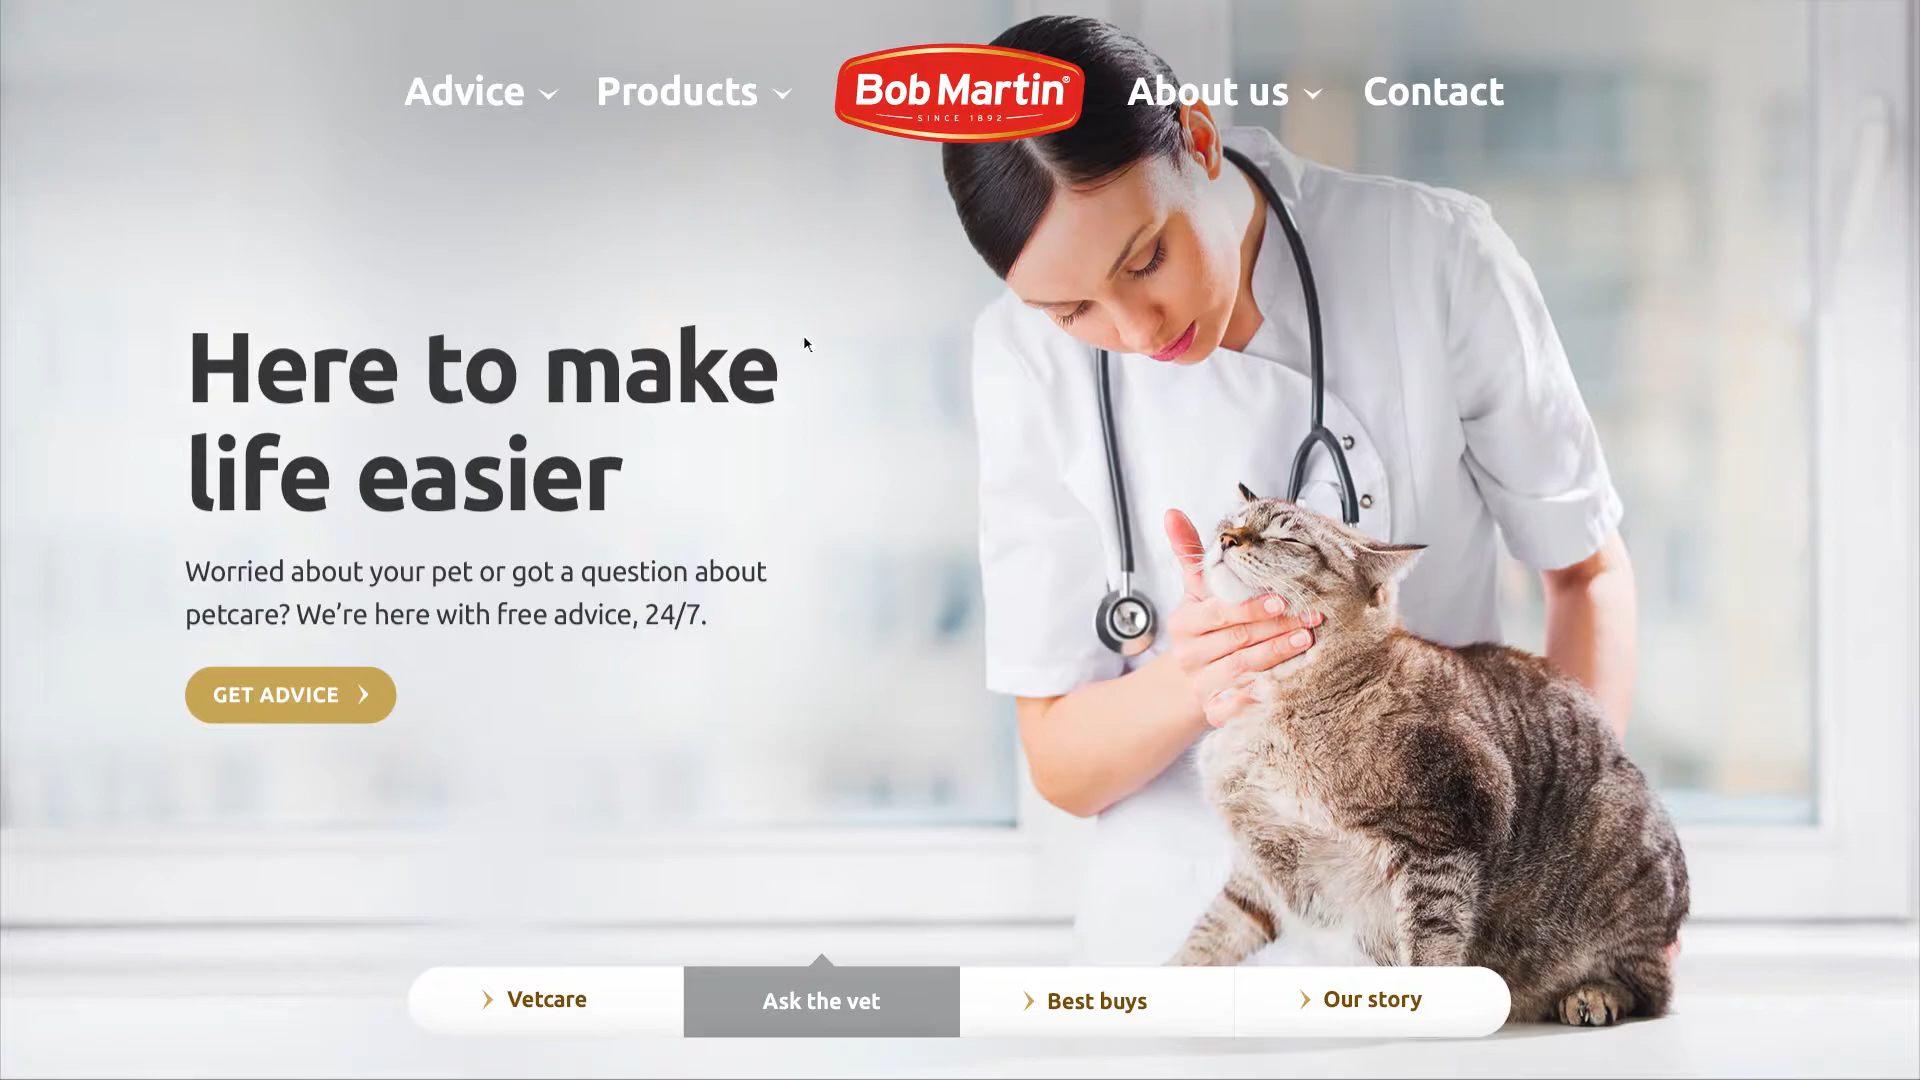 Advice
Products
Bob Martin®
SINCE 1892
About us
Contact
Here to make
life easier
Worried about your pet or got a question about
petcare? We’re here with free advice, 24/7.
GET ADVICE
Vetcare
Ask the vet
Best buys
Our story